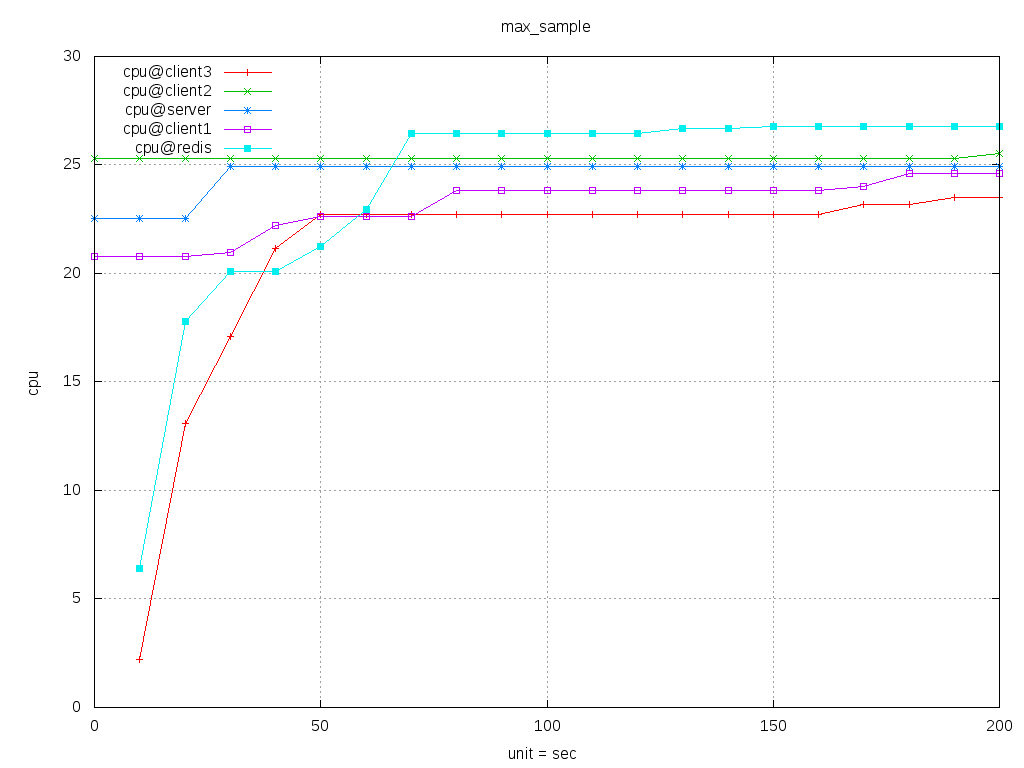 max_sample
30
25
20
15
10
5
0
cpu
cpu@client3
cpu@client2
cpu@server
cpu@client1
cpu@redis
0 50 100 150 200
unit = sec